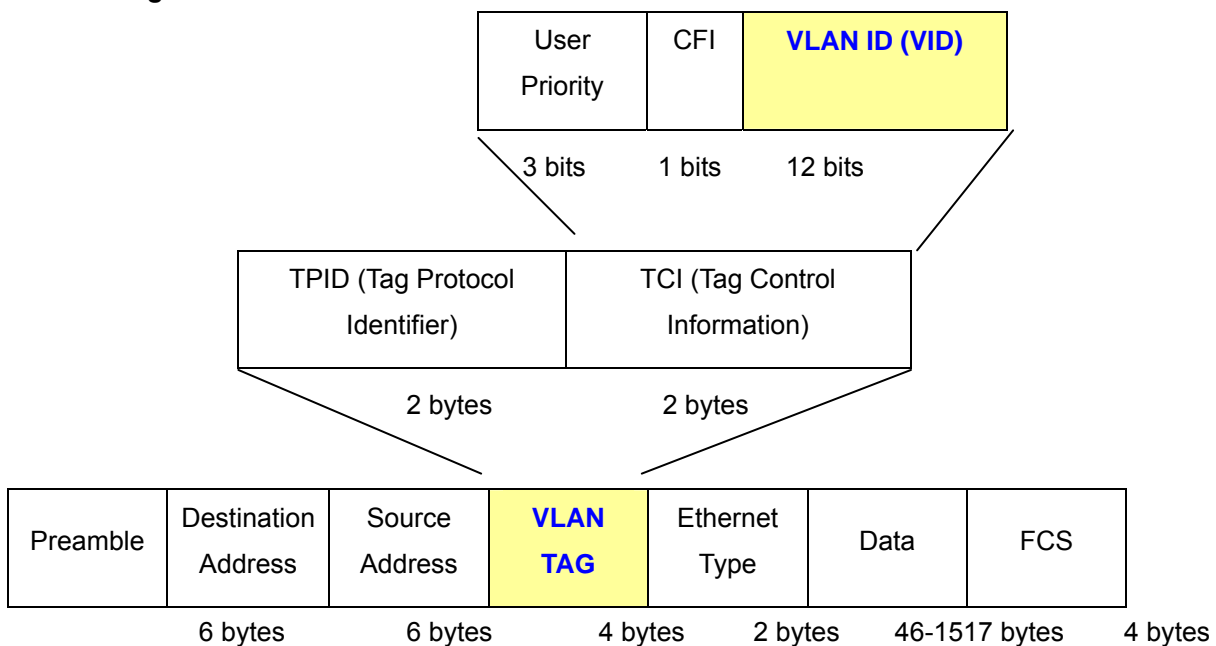 User
Priority
CFI
VLAN ID (VID)
3 bits
1 bits
12 bits
TPID (Tag Protocol
Identifier)
TCI (Tag Control
Information)
2 bytes
2 bytes
Preamble
Destination
Address
Source
Address
VLAN
TAG
Ethernet
Type
Data
FCS
6 bytes
6 bytes
4 bytes
2 bytes
46-1517 bytes
4 bytes